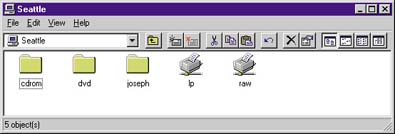 Seattle
File Edit View Help
Seattle
cdrom dvd joseph lp raw
5 object(s)